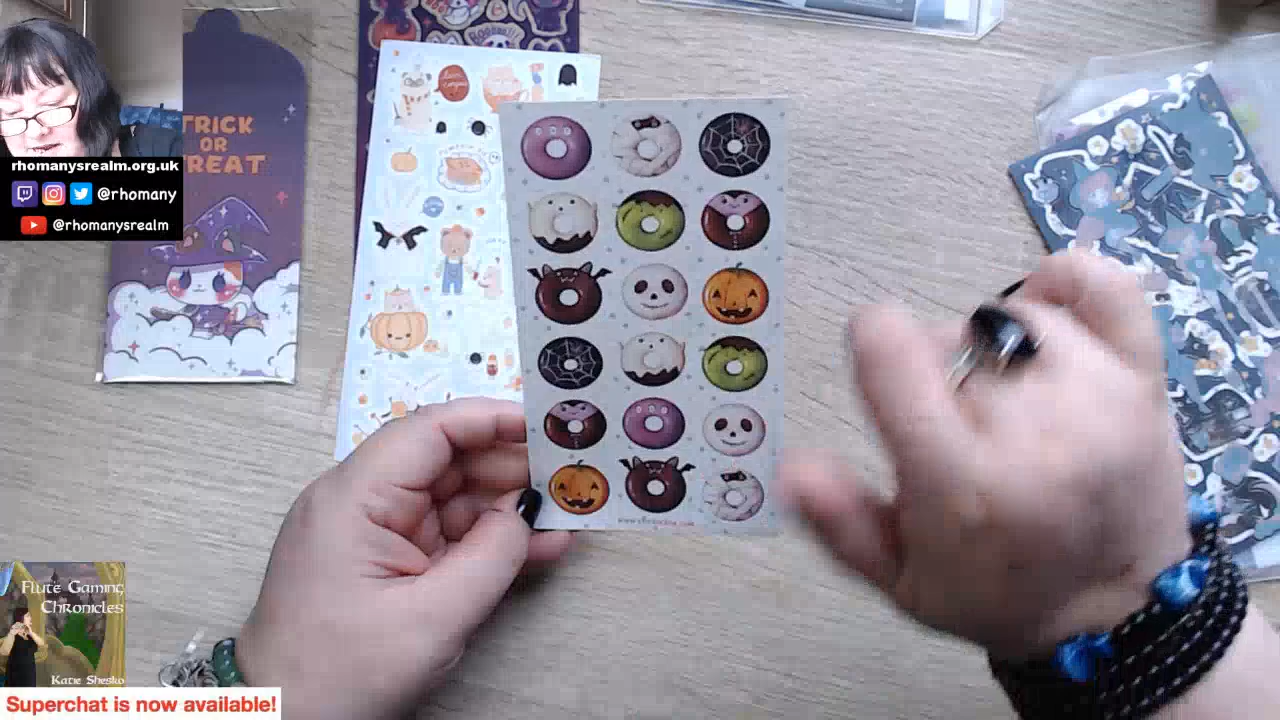 TRICK
OR
TREAT
rhomanysrealm.org.uk
@rhomany
@rhomanysrealm
Flute Gaming
Chronicles
Katie Shesko
Superchat is now available!